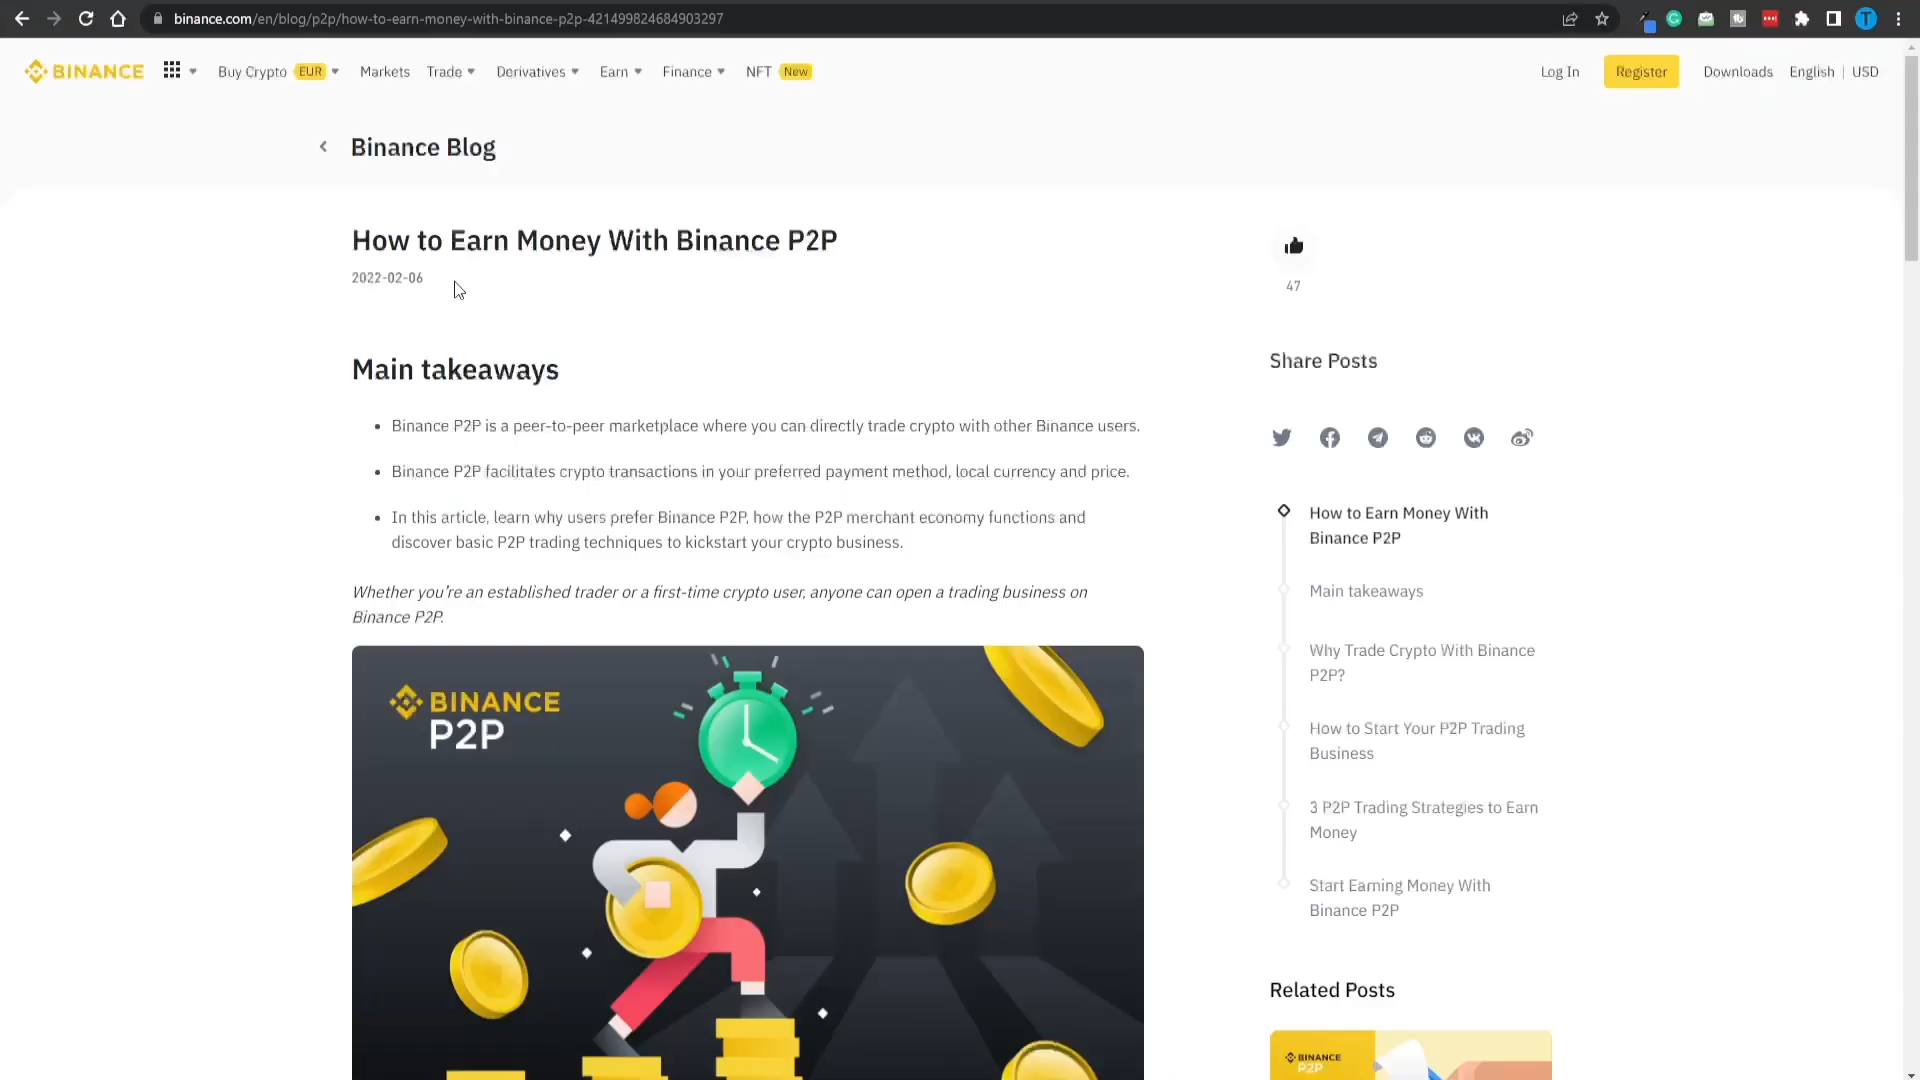 binance.com/en/blog/p2p/how-to-earn-money-with-binance-p2p-421499824684903297
BINANCE
Buy Crypto EUR
Markets
Trade
Derivatives
Earn
Finance
NFT New
Log In
Register
Downloads
English | USD
Binance Blog
How to Earn Money With Binance P2P
2022-02-06
Main takeaways
• Binance P2P is a peer-to-peer marketplace where you can directly trade crypto with other Binance users.
• Binance P2P facilitates crypto transactions in your preferred payment method, local currency and price.
• In this article, learn why users prefer Binance P2P, how the P2P merchant economy functions and
discover basic P2P trading techniques to kickstart your crypto business.
Whether you're an established trader or a first-time crypto user, anyone can open a trading business on
Binance P2P.
BINANCE
P2P
47
Share Posts
How to Earn Money With
Binance P2P
Main takeaways
Why Trade Crypto With Binance
P2P?
How to Start Your P2P Trading
Business
3 P2P Trading Strategies to Earn
Money
Start Earning Money With
Binance P2P
Related Posts
BINANCE
P2P